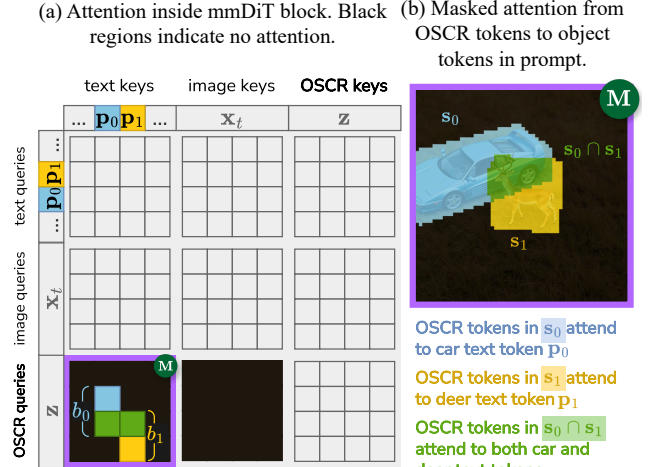 (a) Attention inside mmDiT block. Black
regions indicate no attention.
text keys
image keys
OSCR keys
... p₀ p₁ ...
xₜ
z
text queries
... p₀ p₁ ...
image queries
xₜ
OSCR queries
z
M
b₀
b₁
(b) Masked attention from
OSCR tokens to object
tokens in prompt.
M
s₀
s₀ ∩ s₁
s₁
OSCR tokens in s₀ attend
to car text token p₀
OSCR tokens in s₁ attend
to deer text token p₁
OSCR tokens in s₀ ∩ s₁
attend to both car and